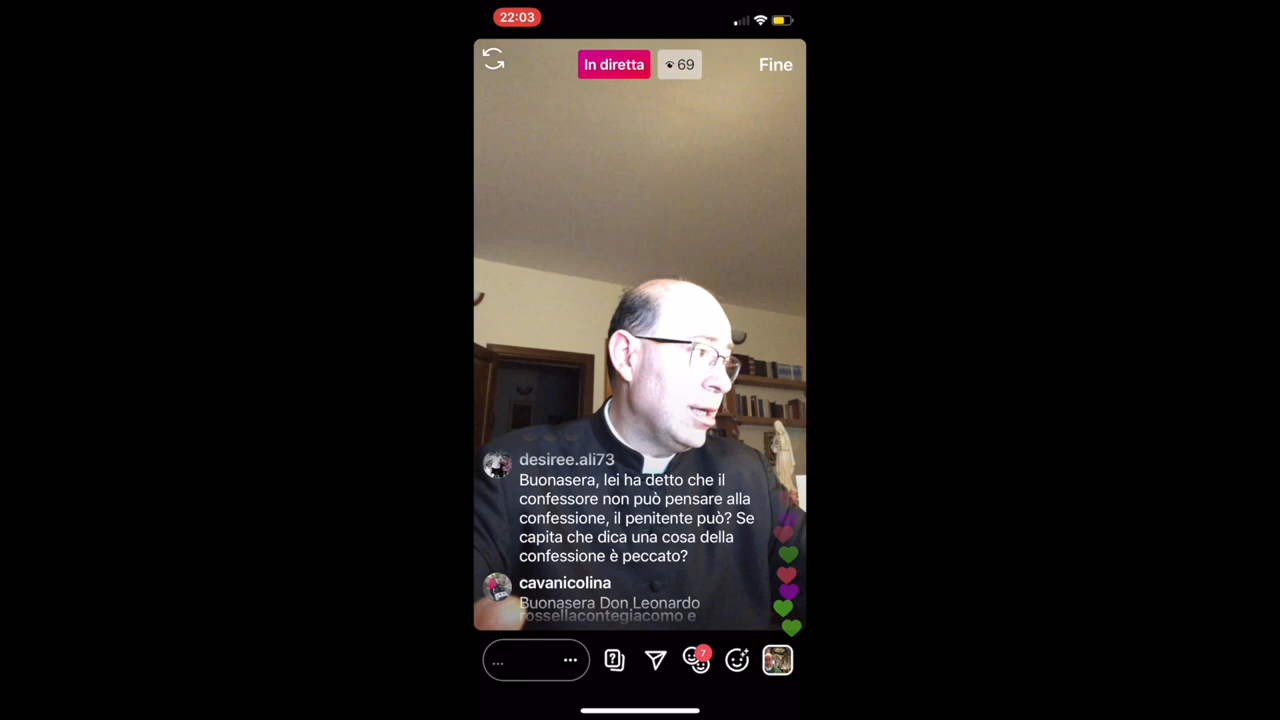 22:03
In diretta
69
Fine
desiree.ali73
Buonasera, lei ha detto che il
confessore non può pensare alla
confessione, il penitente può? Se
capita che dica una cosa della
confessione è peccato?
cavanicolina
Buonasera Don Leonardo
rossellacontegiacomo e
...
7